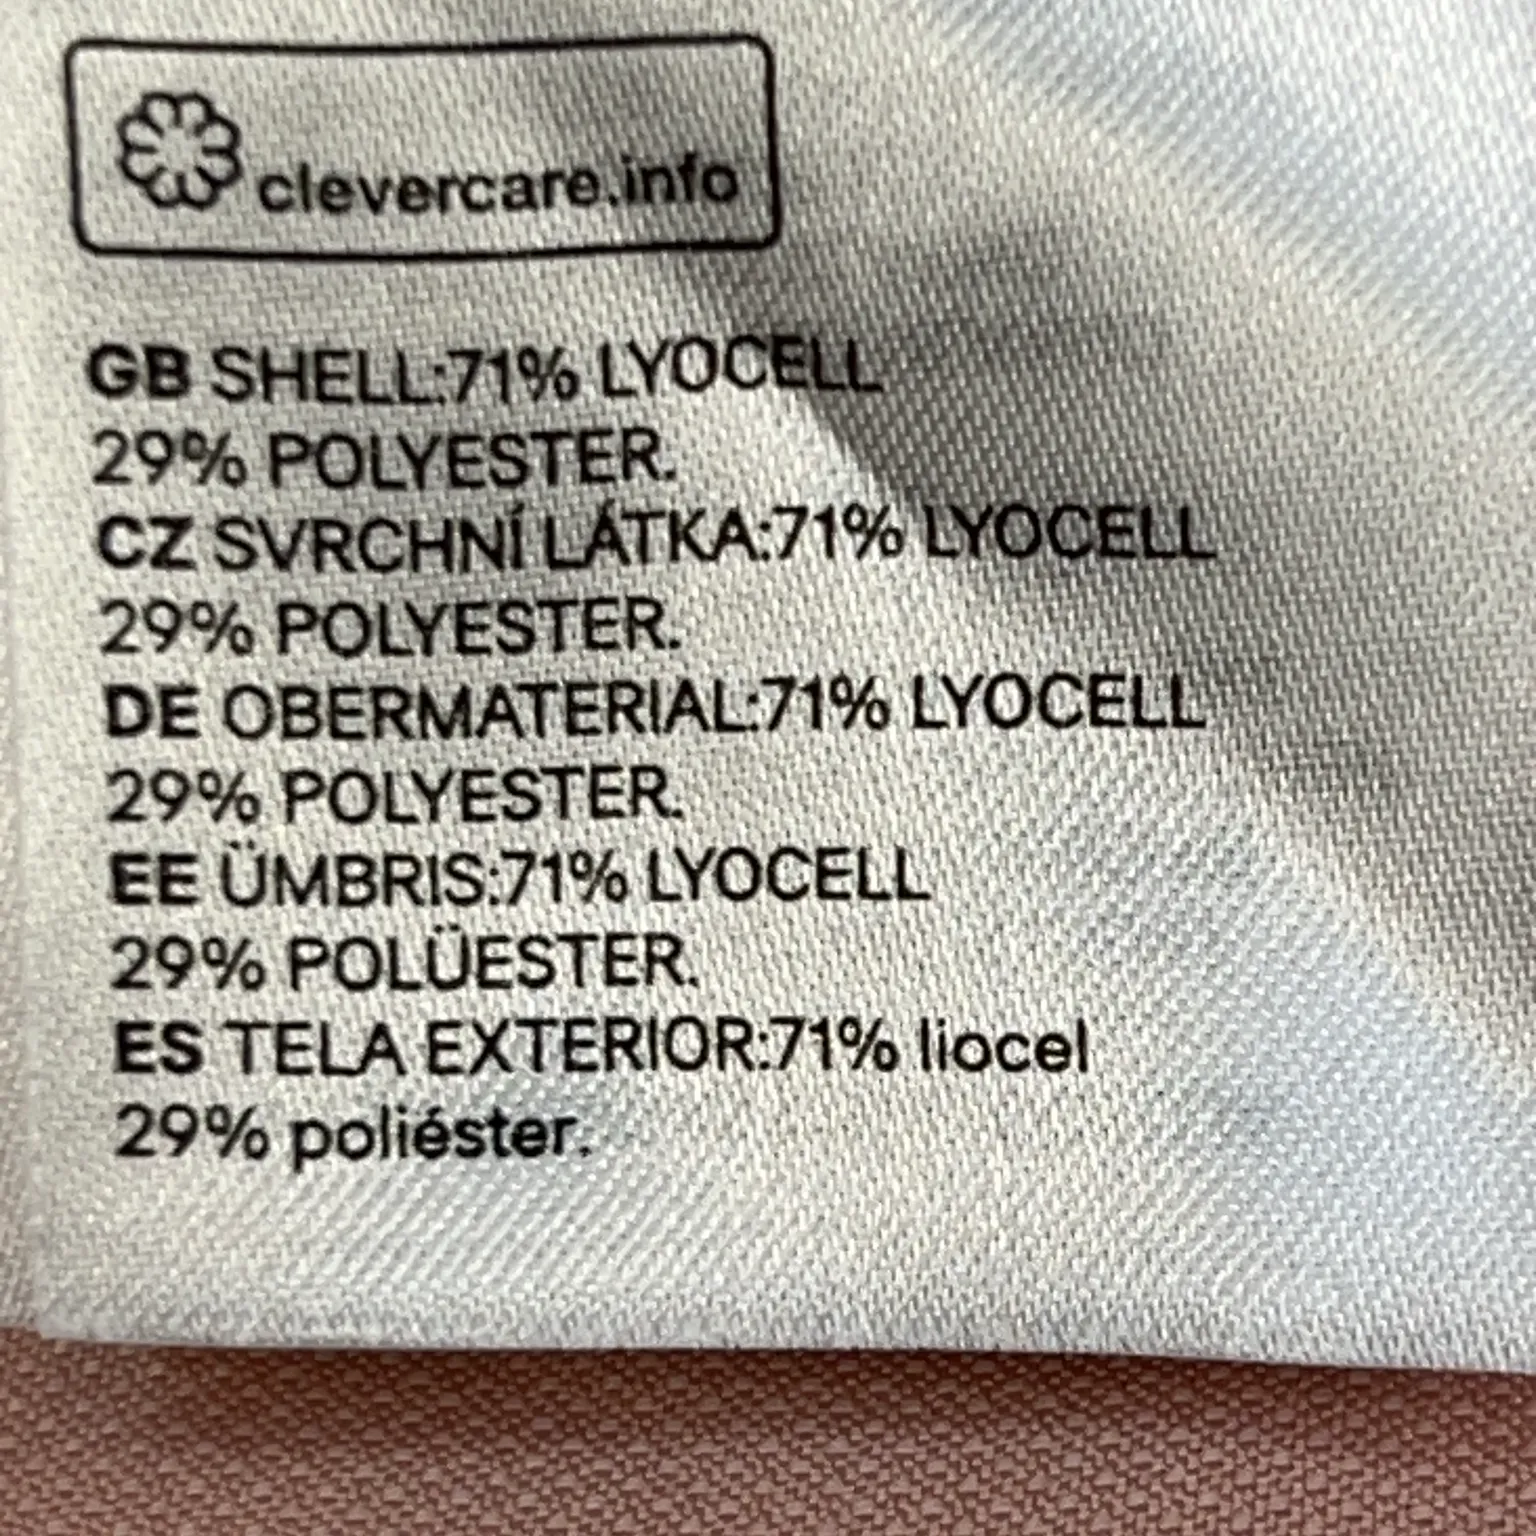 clevercare.info
GB SHELL:71% LYOCELL
29% POLYESTER.
CZ SVRCHNÍ LÁTKA:71% LYOCELL
29% POLYESTER.
DE OBERMATERIAL:71% LYOCELL
29% POLYESTER.
EE ÜMBRIS:71% LYOCELL
29% POLÜESTER.
ES TELA EXTERIOR:71% liocel
29% poliéster.